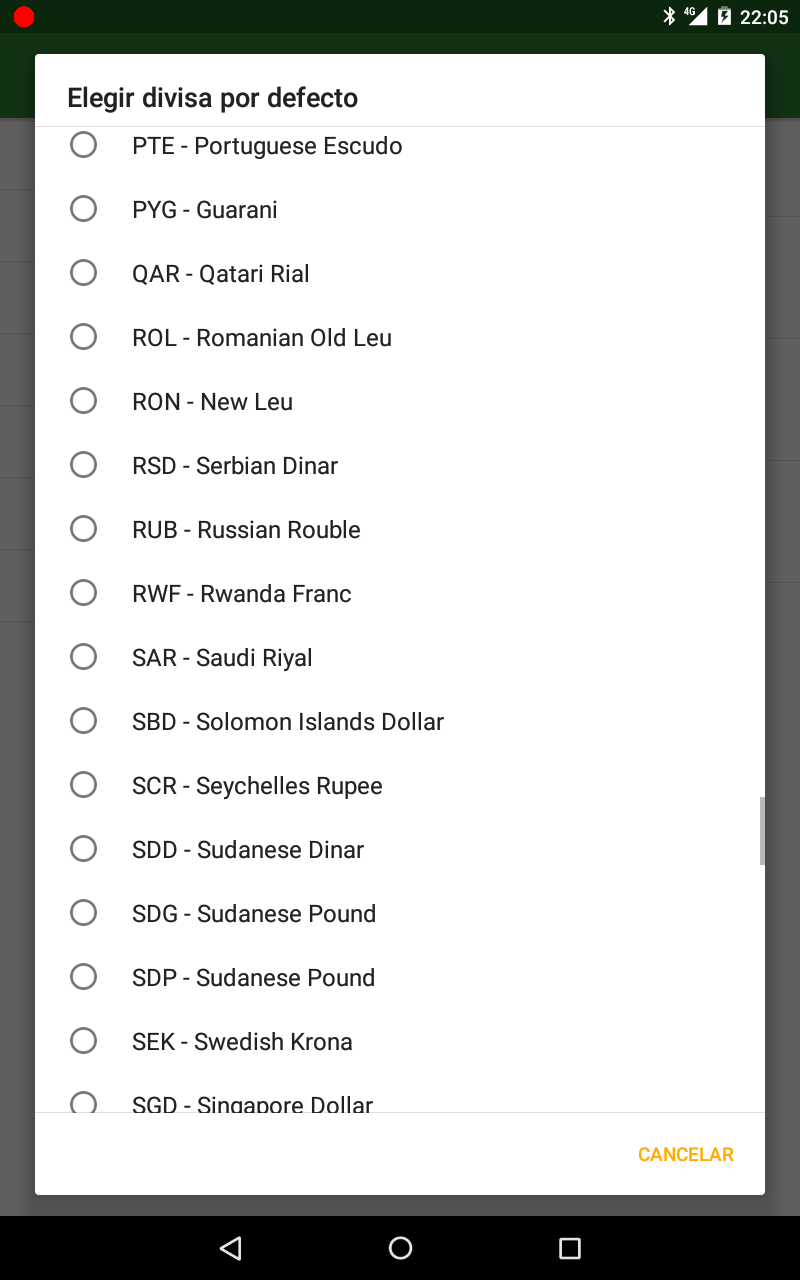 4G 22:05
Elegir divisa por defecto
PTE - Portuguese Escudo
PYG - Guarani
QAR - Qatari Rial
ROL - Romanian Old Leu
RON - New Leu
RSD - Serbian Dinar
RUB - Russian Rouble
RWF - Rwanda Franc
SAR - Saudi Riyal
SBD - Solomon Islands Dollar
SCR - Seychelles Rupee
SDD - Sudanese Dinar
SDG - Sudanese Pound
SDP - Sudanese Pound
SEK - Swedish Krona
SGD - Singapore Dollar
CANCELAR